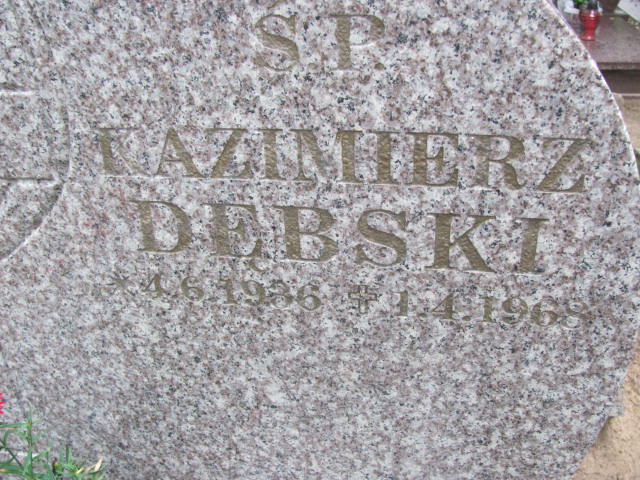 Ś.P.
KAZIMIERZ
DĘBSKI
* 4.6.1936 ✝ 1.4.1968